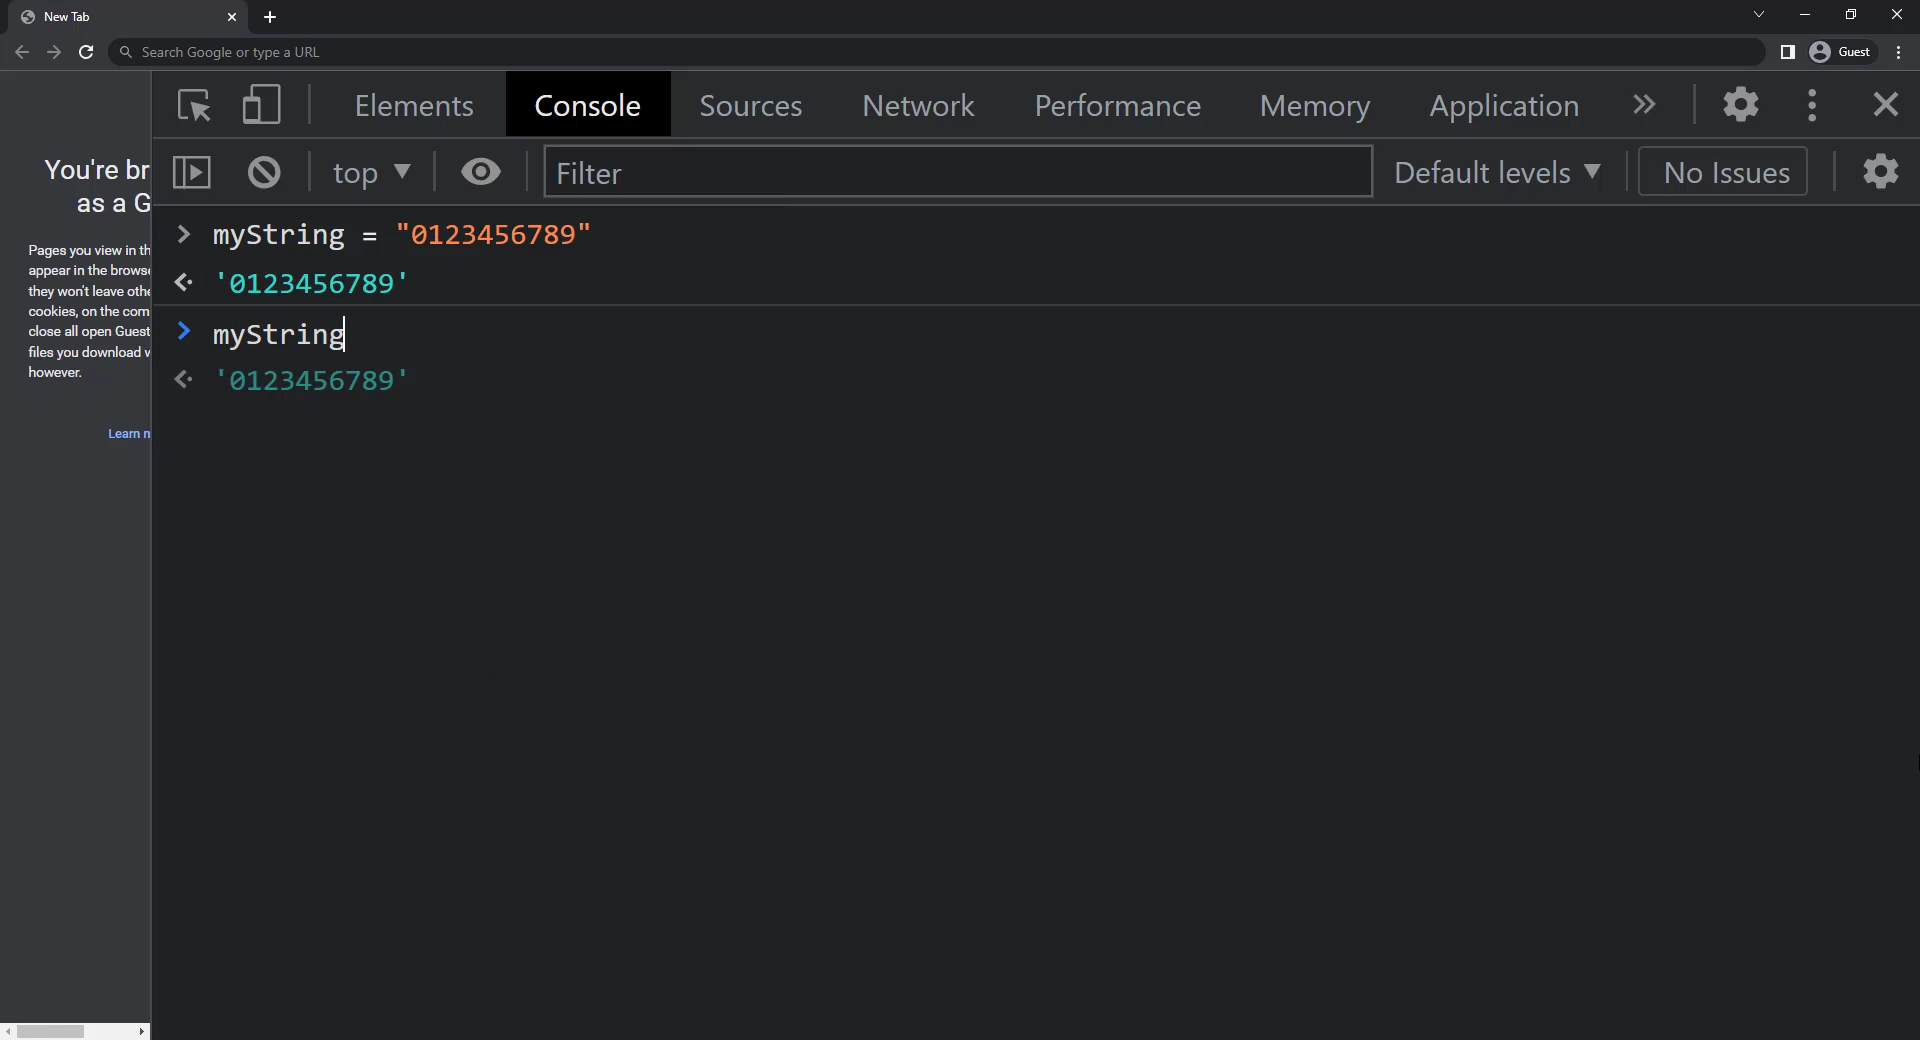 New Tab
Search Google or type a URL
Guest
Elements Console Sources Network Performance Memory Application
top Filter Default levels No Issues
You're br
as a G
Pages you view in th
appear in the browse
they won't leave othe
cookies, on the com
close all open Guest
files you download w
however.
Learn m
> myString = "0123456789"
'0123456789'
> myString
'0123456789'